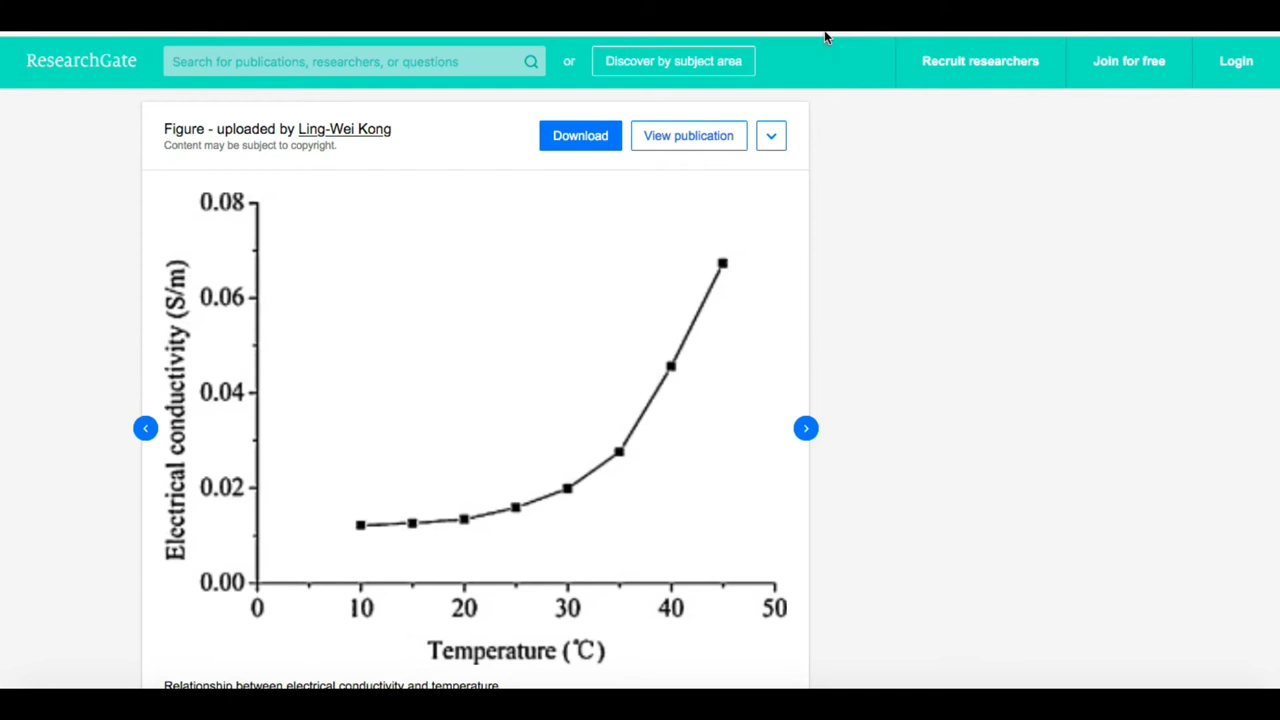 ResearchGate
Search for publications, researchers, or questions
or
Discover by subject area
Recruit researchers
Join for free
Login
Figure - uploaded by Ling-Wei Kong
Content may be subject to copyright.
Download
View publication
0.08
0.06
0.04
0.02
0.00
Electrical conductivity (S/m)
0 10 20 30 40 50
Temperature (℃)
Relationship between electrical conductivity and temperature